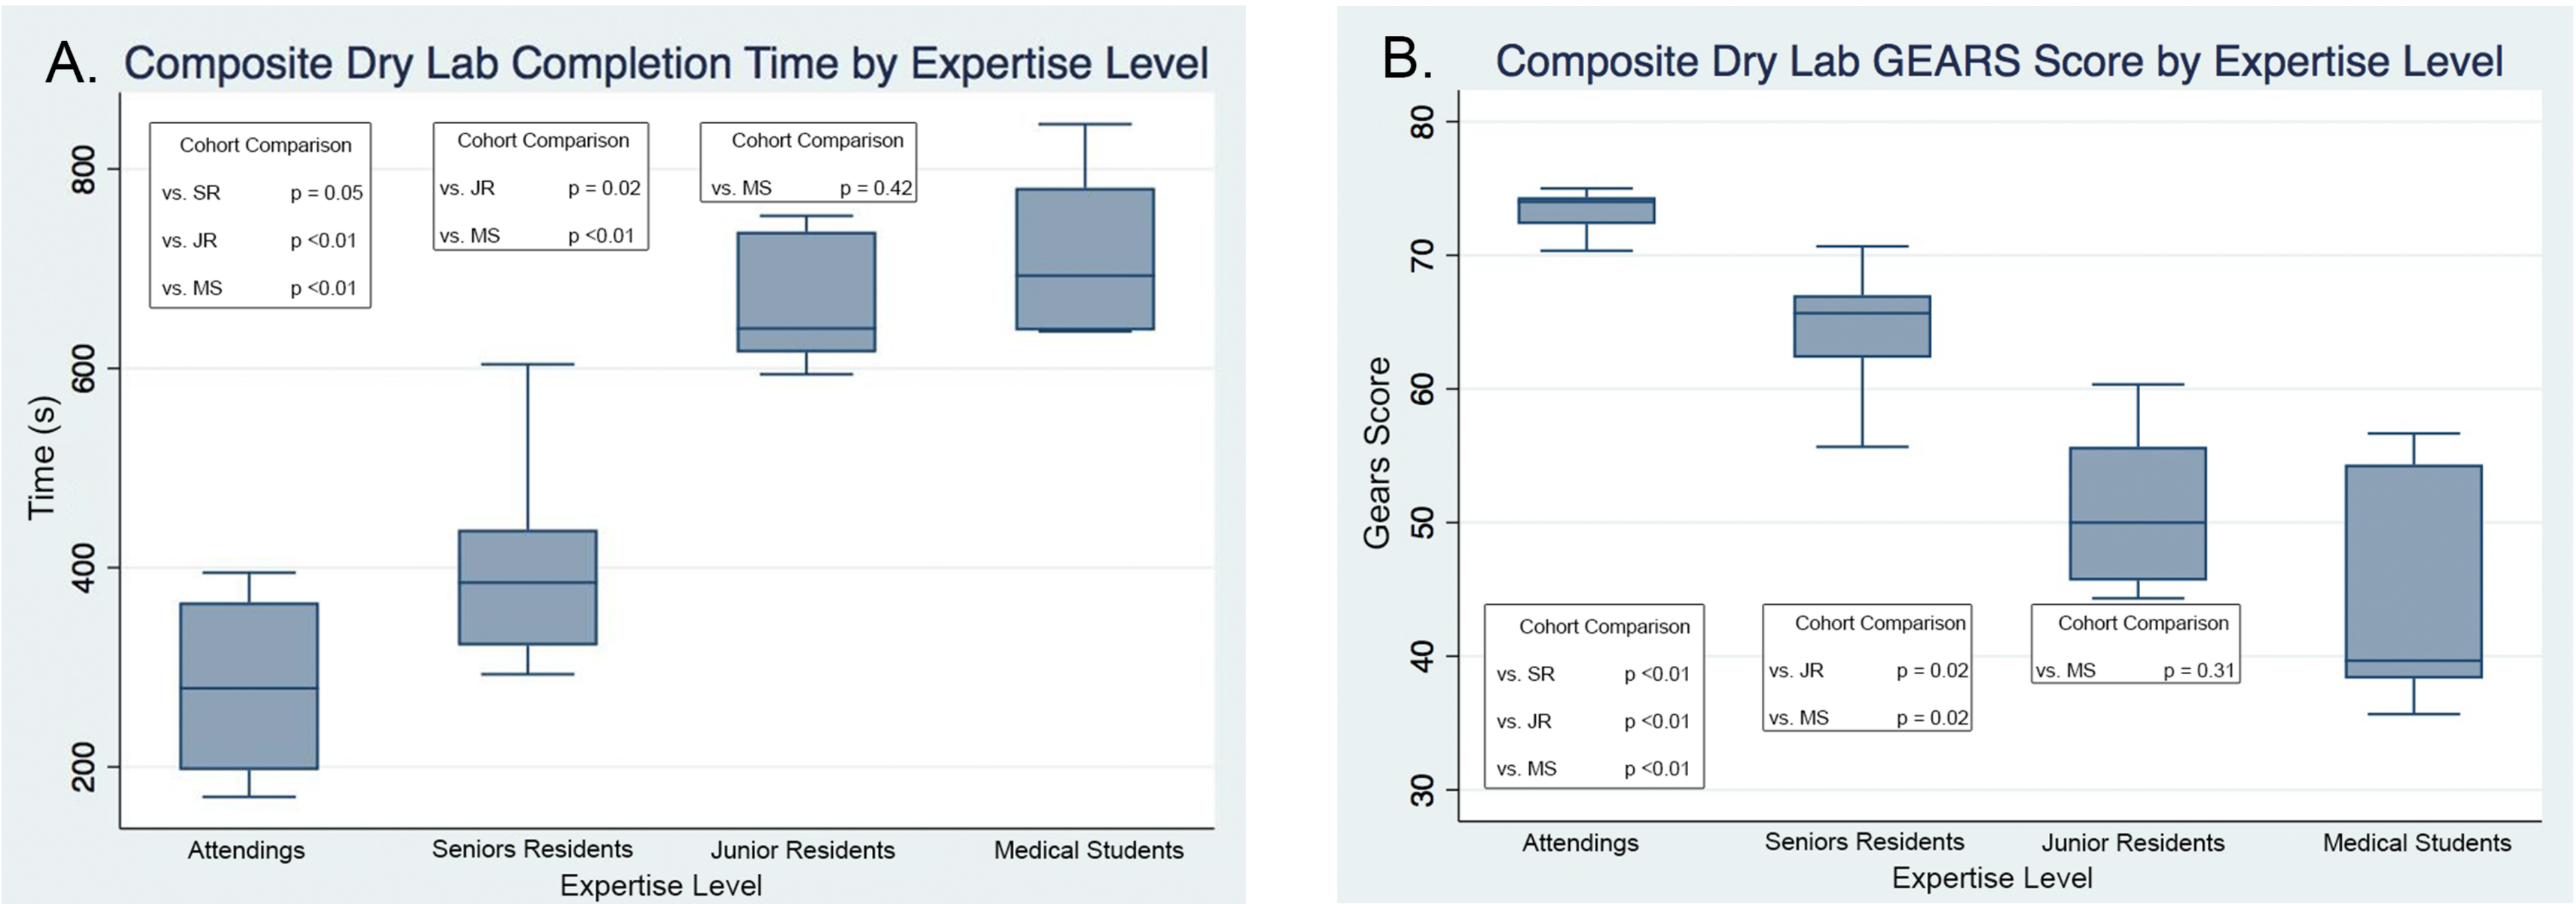 A. Composite Dry Lab Completion Time by Expertise Level
Cohort Comparison
vs. SR p = 0.05
vs. JR p <0.01
vs. MS p <0.01
Cohort Comparison
vs. JR p = 0.02
vs. MS p <0.01
Cohort Comparison
vs. MS p = 0.42
800
600
400
200
Time (s)
Attendings Seniors Residents Junior Residents Medical Students
Expertise Level
B. Composite Dry Lab GEARS Score by Expertise Level
80
70
60
50
40
30
Gears Score
Cohort Comparison
vs. SR p <0.01
vs. JR p <0.01
vs. MS p <0.01
Cohort Comparison
vs. JR p = 0.02
vs. MS p = 0.02
Cohort Comparison
vs. MS p = 0.31
Attendings Seniors Residents Junior Residents Medical Students
Expertise Level